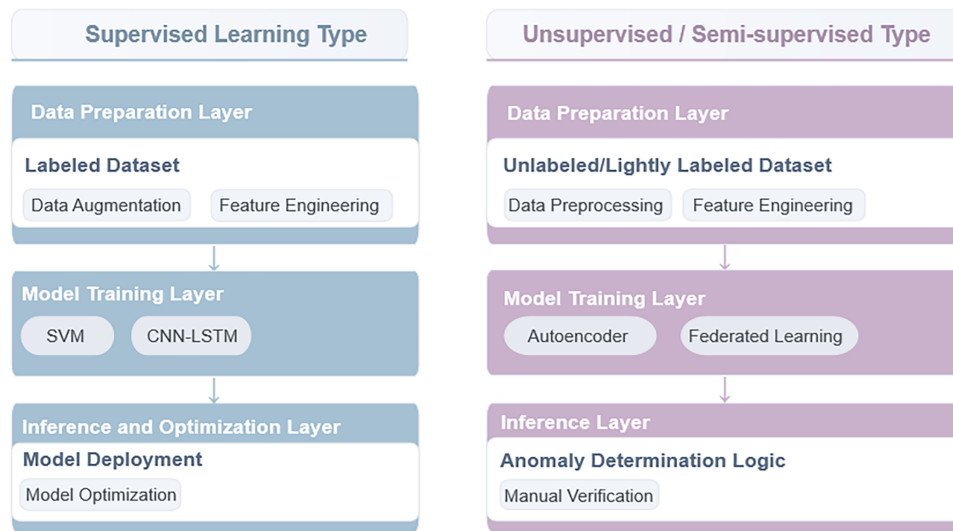 Supervised Learning Type
Data Preparation Layer
Labeled Dataset
Data Augmentation
Feature Engineering
Model Training Layer
SVM
CNN-LSTM
Inference and Optimization Layer
Model Deployment
Model Optimization
Unsupervised / Semi-supervised Type
Data Preparation Layer
Unlabeled/Lightly Labeled Dataset
Data Preprocessing
Feature Engineering
Model Training Layer
Autoencoder
Federated Learning
Inference Layer
Anomaly Determination Logic
Manual Verification